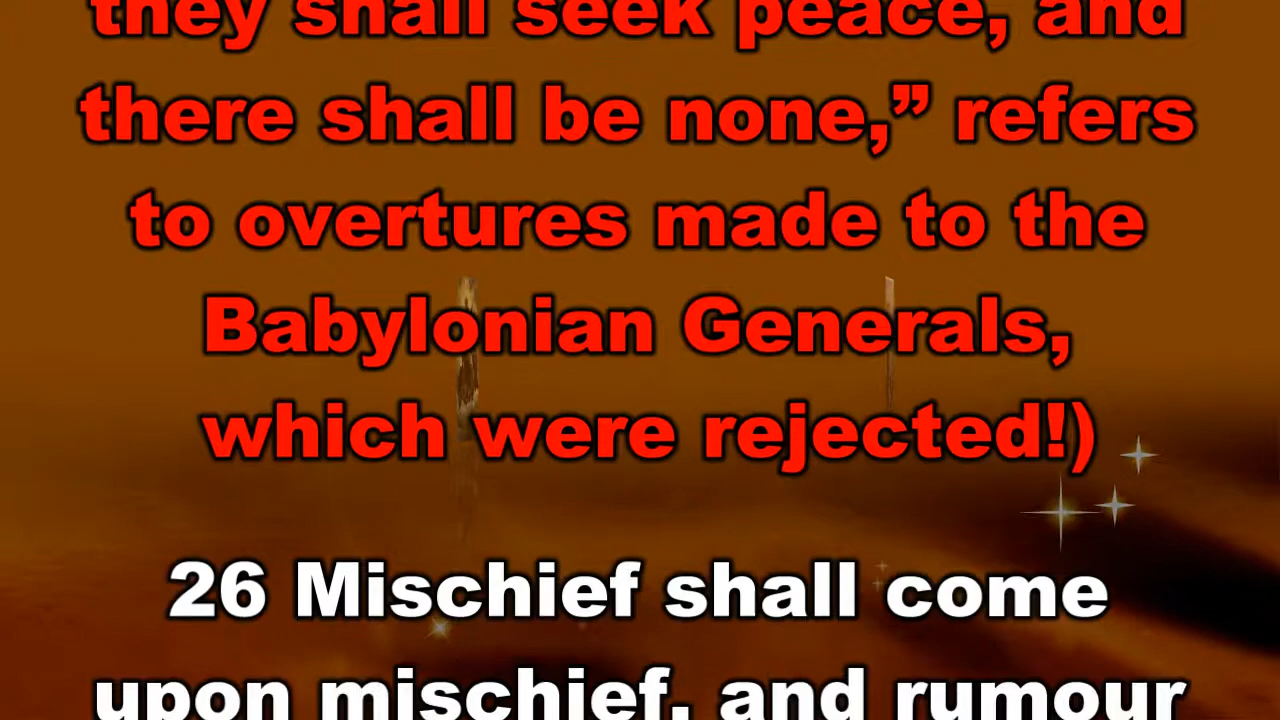 they shall seek peace, and
there shall be none,” refers
to overtures made to the
Babylonian Generals,
which were rejected!)
26 Mischief shall come
upon mischief, and rumour